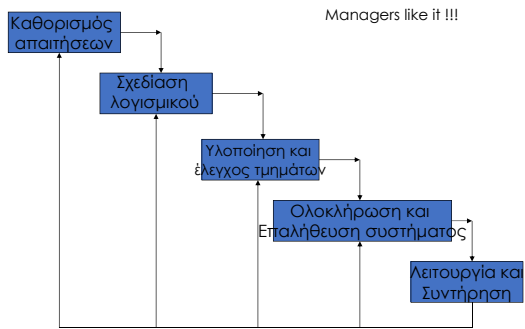 Managers like it !!!
Καθορισμός
απαιτήσεων
Σχεδίαση
λογισμικού
Υλοποίηση και
έλεγχος τμημάτων
Ολοκλήρωση και
Επαλήθευση συστήματος
Λειτουργία και
Συντήρηση